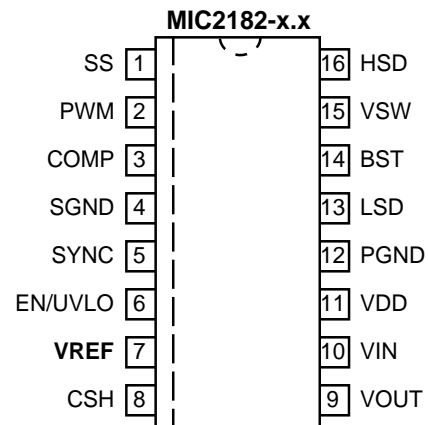 MIC2182-x.x
SS 1 16 HSD
PWM 2 15 VSW
COMP 3 14 BST
SGND 4 13 LSD
SYNC 5 12 PGND
EN/UVLO 6 11 VDD
VREF 7 10 VIN
CSH 8 9 VOUT